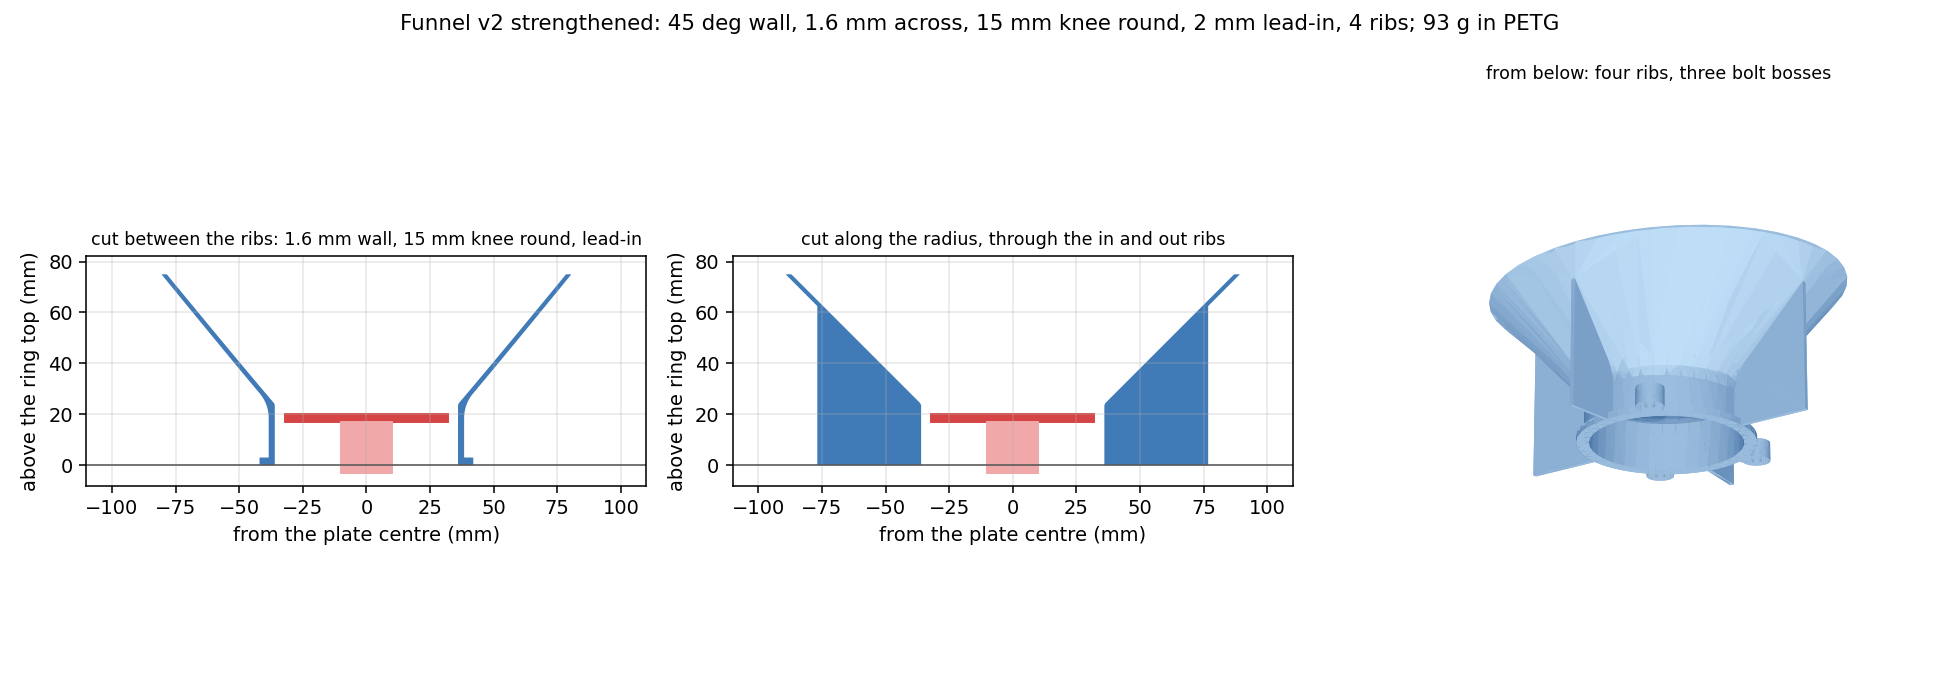 Funnel v2 strengthened: 45 deg wall, 1.6 mm across, 15 mm knee round, 2 mm lead-in, 4 ribs; 93 g in PETG
from below: four ribs, three bolt bosses
cut between the ribs: 1.6 mm wall, 15 mm knee round, lead-in
above the ring top (mm)
80
60
40
20
0
−100 −75 −50 −25 0 25 50 75 100
from the plate centre (mm)
cut along the radius, through the in and out ribs
above the ring top (mm)
80
60
40
20
0
−100 −75 −50 −25 0 25 50 75 100
from the plate centre (mm)